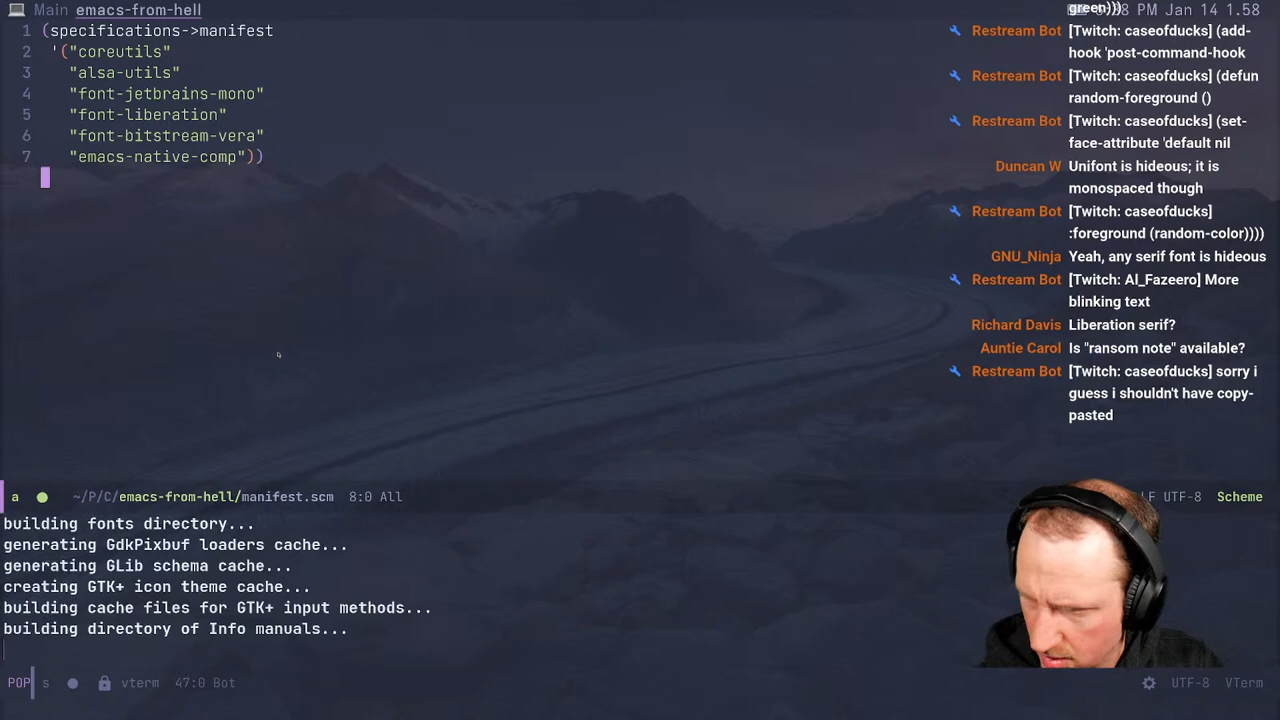 Main emacs-from-hell
PM Jan 14 1.58
1 (specifications->manifest
2 '("coreutils"
3 "alsa-utils"
4 "font-jetbrains-mono"
5 "font-liberation"
6 "font-bitstream-vera"
7 "emacs-native-comp"))
green)))
Restream Bot [Twitch: caseofducks] (add-
hook 'post-command-hook
Restream Bot [Twitch: caseofducks] (defun
random-foreground ()
Restream Bot [Twitch: caseofducks] (set-
face-attribute 'default nil
Duncan W Unifont is hideous; it is
monospaced though
Restream Bot [Twitch: caseofducks]
:foreground (random-color))))
GNU_Ninja Yeah, any serif font is hideous
Restream Bot [Twitch: Al_Fazeero] More
blinking text
Richard Davis Liberation serif?
Auntie Carol Is "ransom note" available?
Restream Bot [Twitch: caseofducks] sorry i
guess i shouldn't have copy-
pasted
a ~/P/C/emacs-from-hell/manifest.scm 8:0 All
LF UTF-8 Scheme
building fonts directory...
generating GdkPixbuf loaders cache...
generating GLib schema cache...
creating GTK+ icon theme cache...
building cache files for GTK+ input methods...
building directory of Info manuals...
POP s vterm 47:0 Bot
UTF-8 VTerm